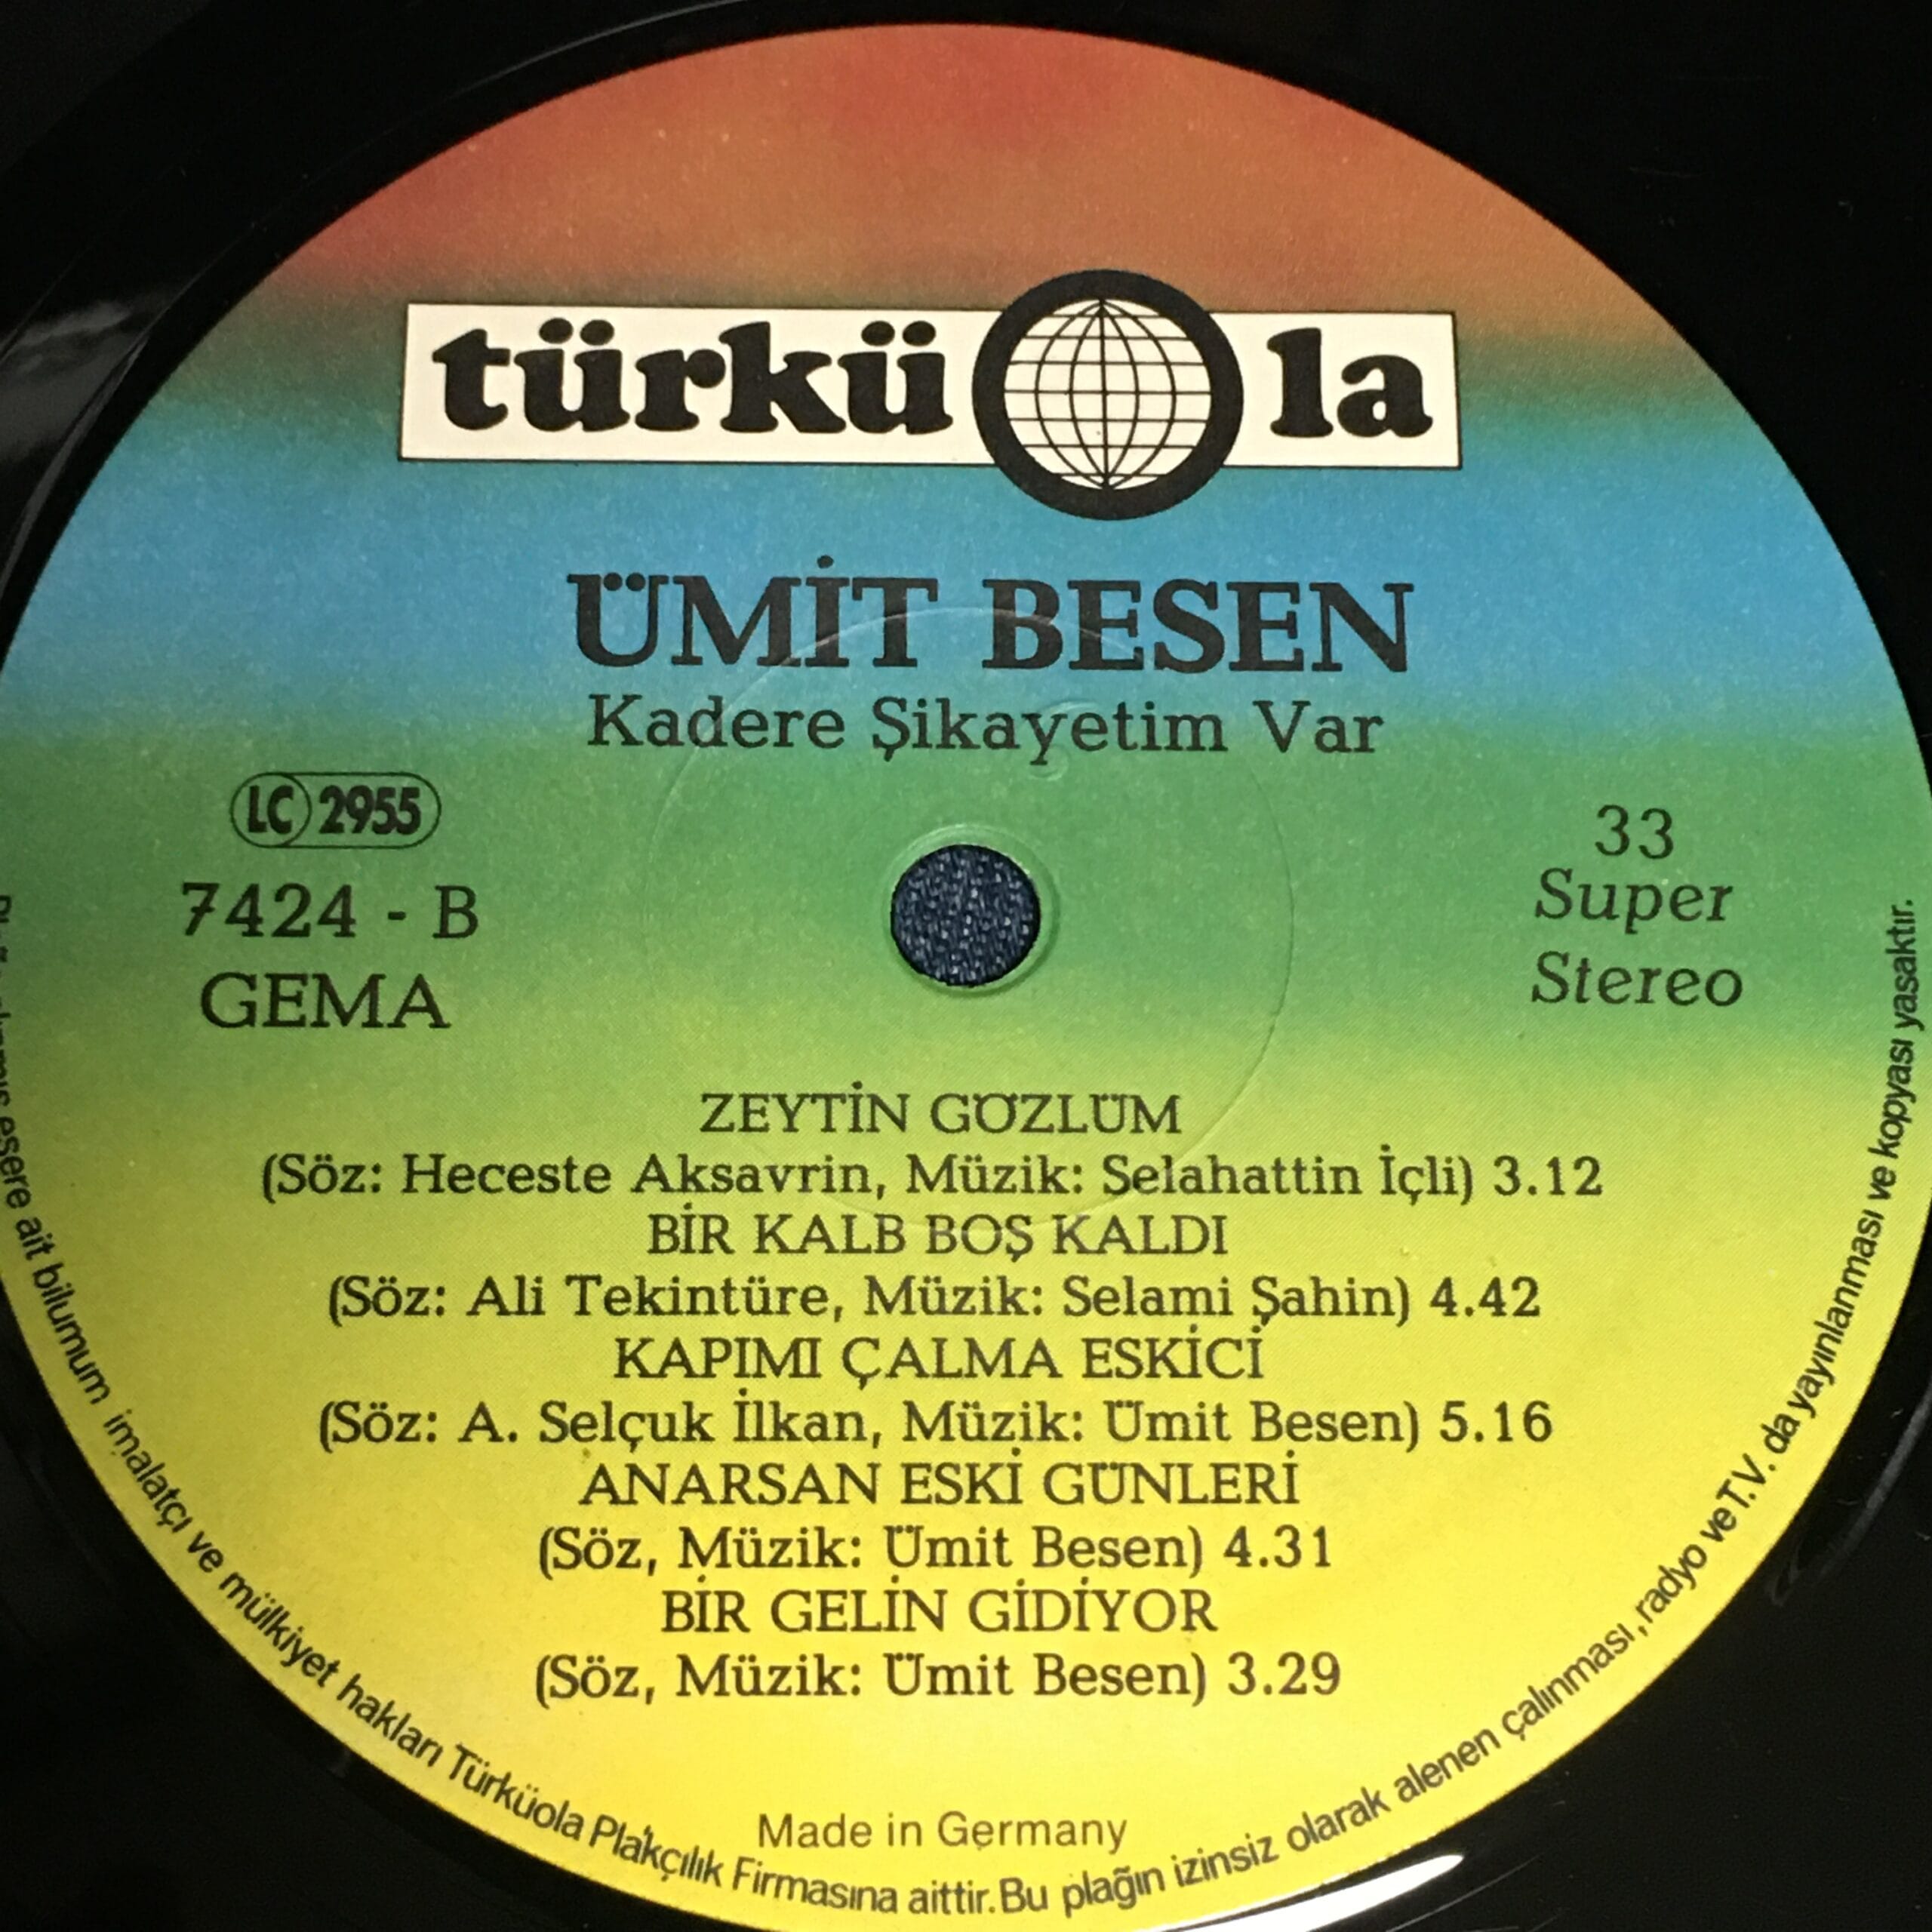 türküola
ÜMİT BESEN
Kadere Şikayetim Var
LC 2955
7424 - B
GEMA
33
Super
Stereo
ZEYTİN GÖZLÜM
(Söz: Heceste Aksavrin, Müzik: Selahattin İçli) 3.12
BİR KALB BOŞ KALDI
(Söz: Ali Tekintüre, Müzik: Selami Şahin) 4.42
KAPIMI ÇALMA ESKİCİ
(Söz: A. Selçuk İlkan, Müzik: Ümit Besen) 5.16
ANARSAN ESKİ GÜNLERİ
(Söz, Müzik: Ümit Besen) 4.31
BİR GELİN GİDİYOR
(Söz, Müzik: Ümit Besen) 3.29
Made in Germany
esere ait bilumum imalatçı ve mülkiyet hakları Türküola Plakçılık Firmasına aittir. Bu plağın izinsiz olarak alenen çalınması, radyo ve T.V. da yayınlanması ve kopyası yasaktır.